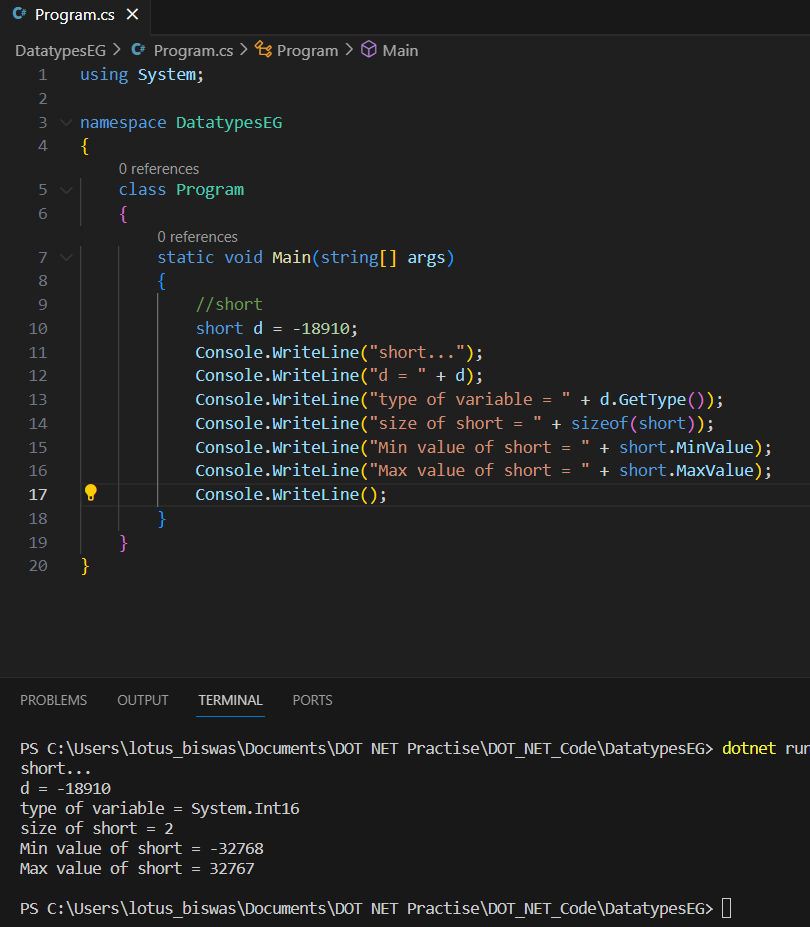 C# Program.cs ×
DatatypesEG > C# Program.cs > Program > Main
1 using System;
2
3 namespace DatatypesEG
4 {
0 references
5 class Program
6 {
0 references
7 static void Main(string[] args)
8 {
9 //short
10 short d = -18910;
11 Console.WriteLine("short...");
12 Console.WriteLine("d = " + d);
13 Console.WriteLine("type of variable = " + d.GetType());
14 Console.WriteLine("size of short = " + sizeof(short));
15 Console.WriteLine("Min value of short = " + short.MinValue);
16 Console.WriteLine("Max value of short = " + short.MaxValue);
17 Console.WriteLine();
18 }
19 }
20 }
PROBLEMS OUTPUT TERMINAL PORTS
PS C:\Users\lotus_biswas\Documents\DOT NET Practise\DOT_NET_Code\DatatypesEG> dotnet run
short...
d = -18910
type of variable = System.Int16
size of short = 2
Min value of short = -32768
Max value of short = 32767
PS C:\Users\lotus_biswas\Documents\DOT NET Practise\DOT_NET_Code\DatatypesEG>